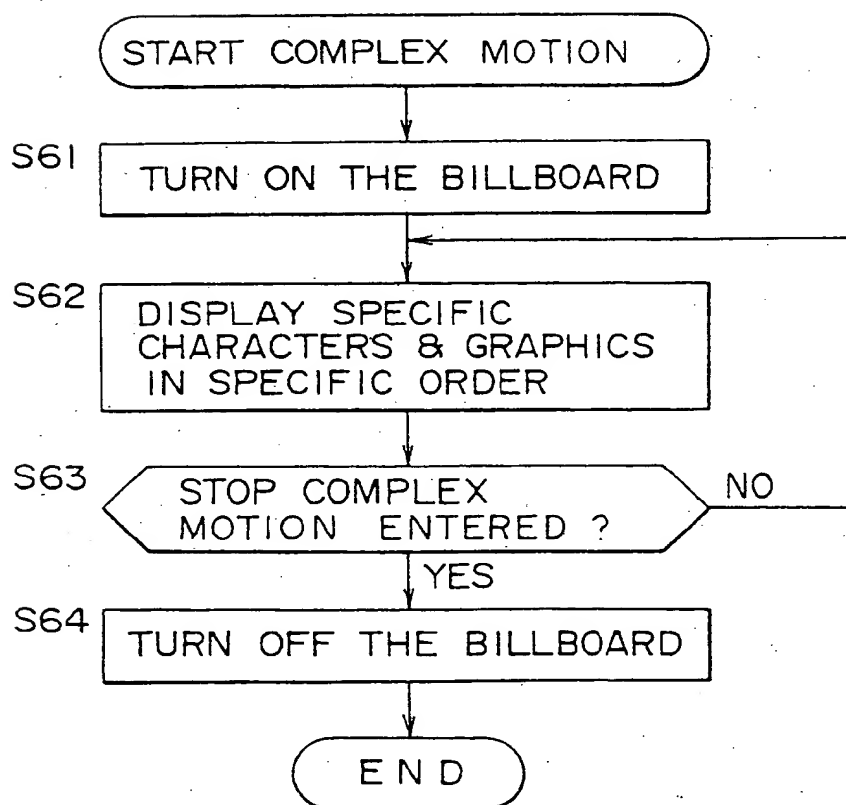 START COMPLEX MOTION
S61
TURN ON THE BILLBOARD
S62
DISPLAY SPECIFIC
CHARACTERS & GRAPHICS
IN SPECIFIC ORDER
S63
STOP COMPLEX
MOTION ENTERED ?
NO
YES
S64
TURN OFF THE BILLBOARD
END